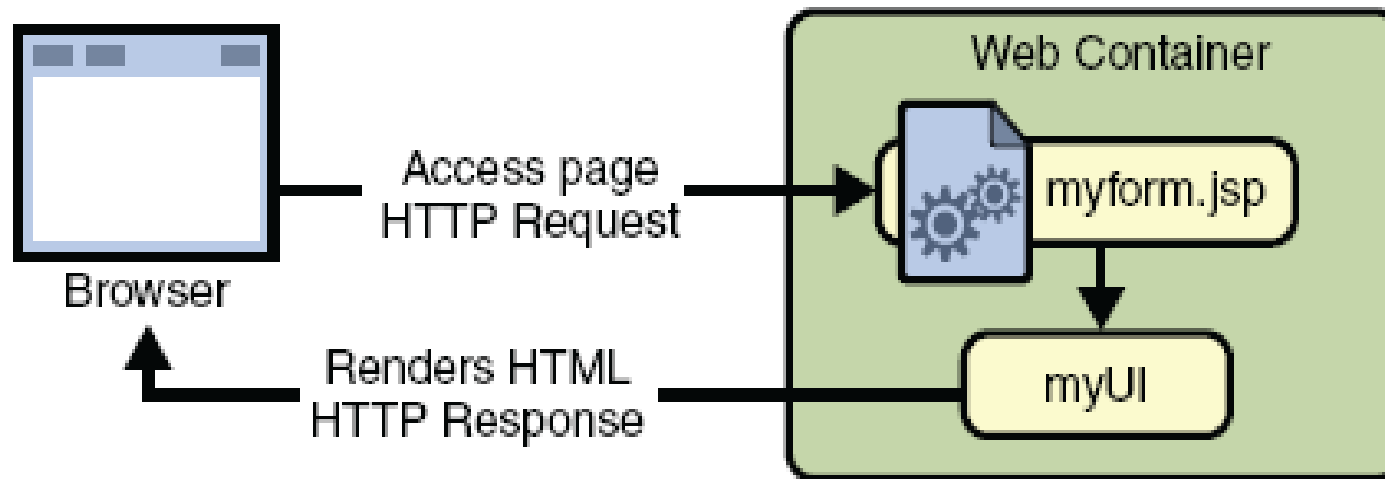 Web Container
Access page
HTTP Request
myform.jsp
Browser
Renders HTML
HTTP Response
myUI